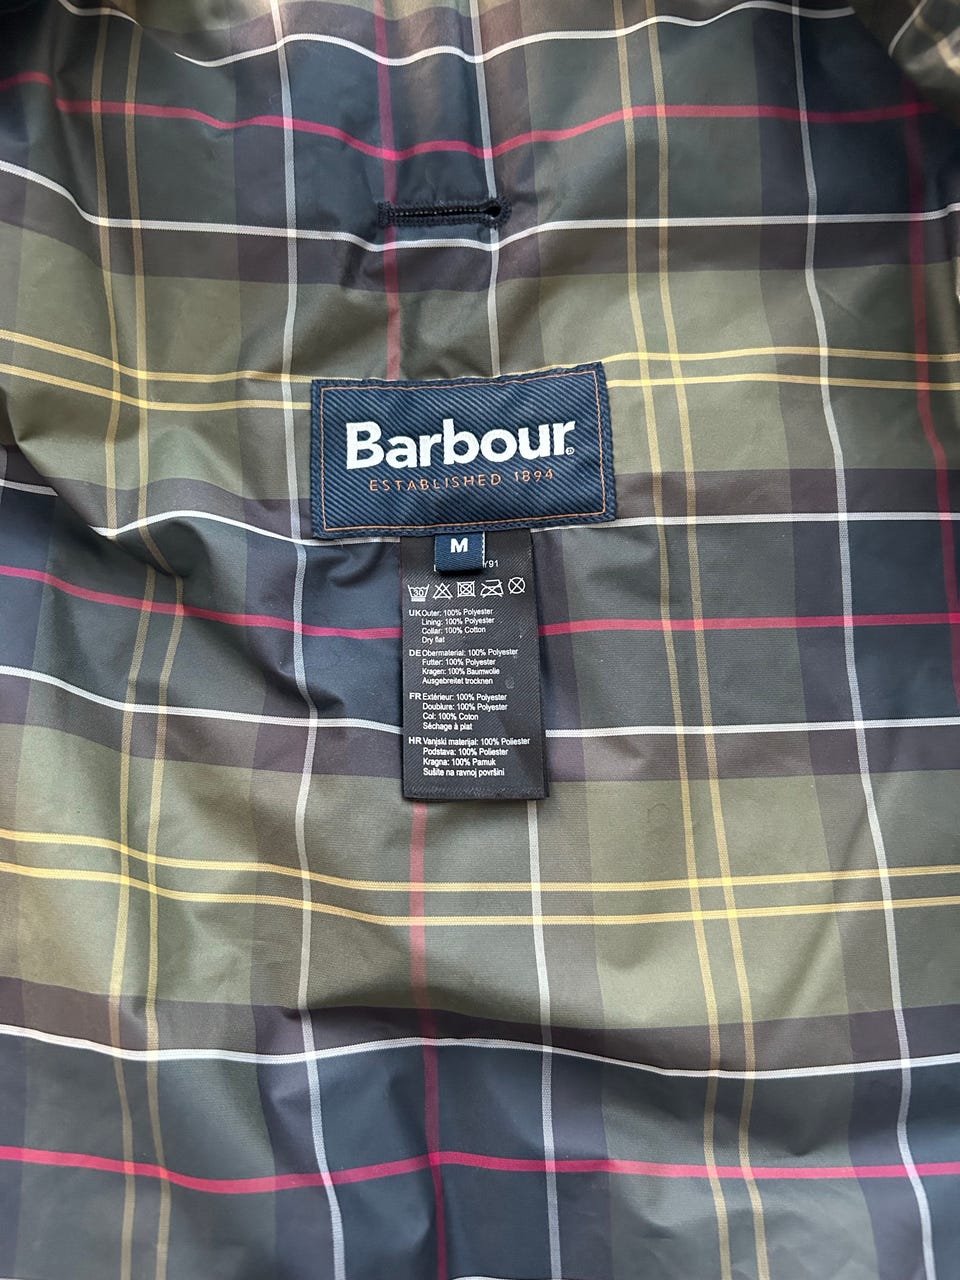 Barbour
ESTABLISHED 1894
M
Y91
30
UK Outer: 100% Polyester
Lining: 100% Polyester
Collar: 100% Cotton
Dry flat
DE Obermaterial: 100% Polyester
Futter: 100% Polyester
Kragen: 100% Baumwolle
Ausgebreitet trocknen
FR Extérieur: 100% Polyester
Doublure: 100% Polyester
Col: 100% Coton
Séchage à plat
HR Vanjski materijal: 100% Poliester
Podstava: 100% Poliester
Kragna: 100% Pamuk
Sušite na ravnoj površini